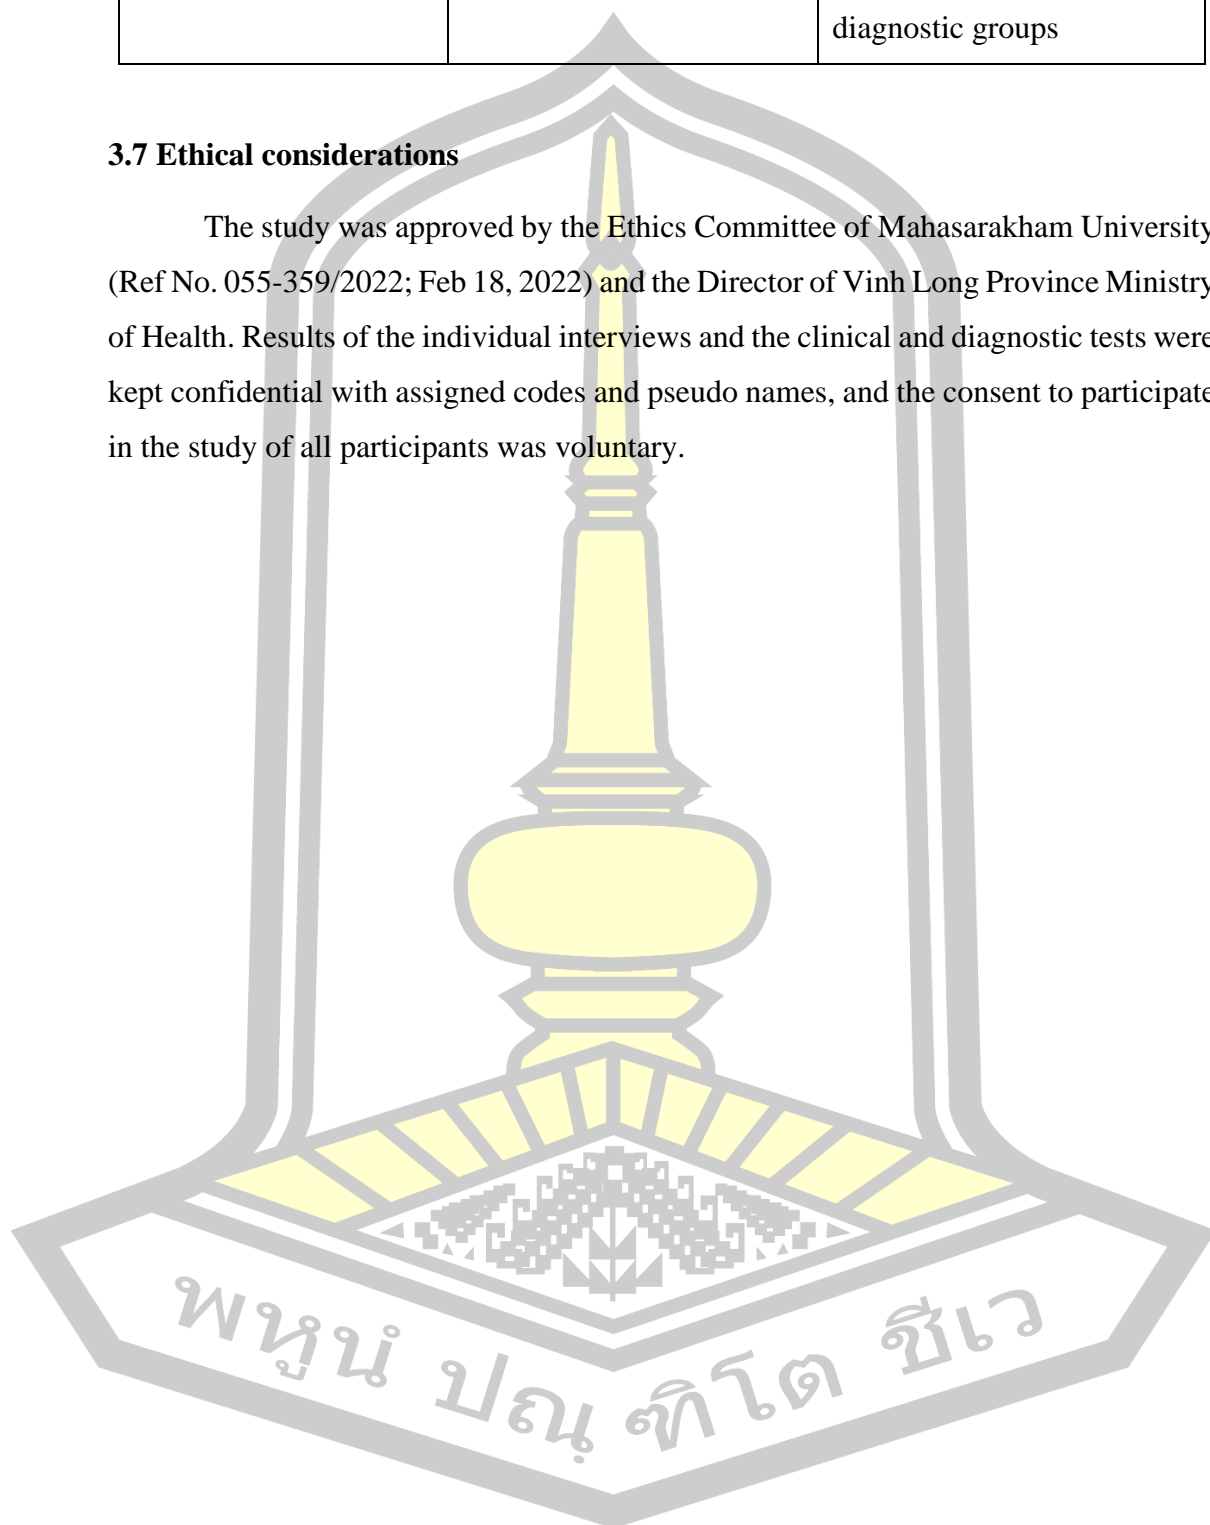 diagnostic groups
3.7 Ethical considerations
The study was approved by the Ethics Committee of Mahasarakham University
(Ref No. 055-359/2022; Feb 18, 2022) and the Director of Vinh Long Province Ministry
of Health. Results of the individual interviews and the clinical and diagnostic tests were
kept confidential with assigned codes and pseudo names, and the consent to participate
in the study of all participants was voluntary.
พหูนํ ปณฺฑิโต ชีเว